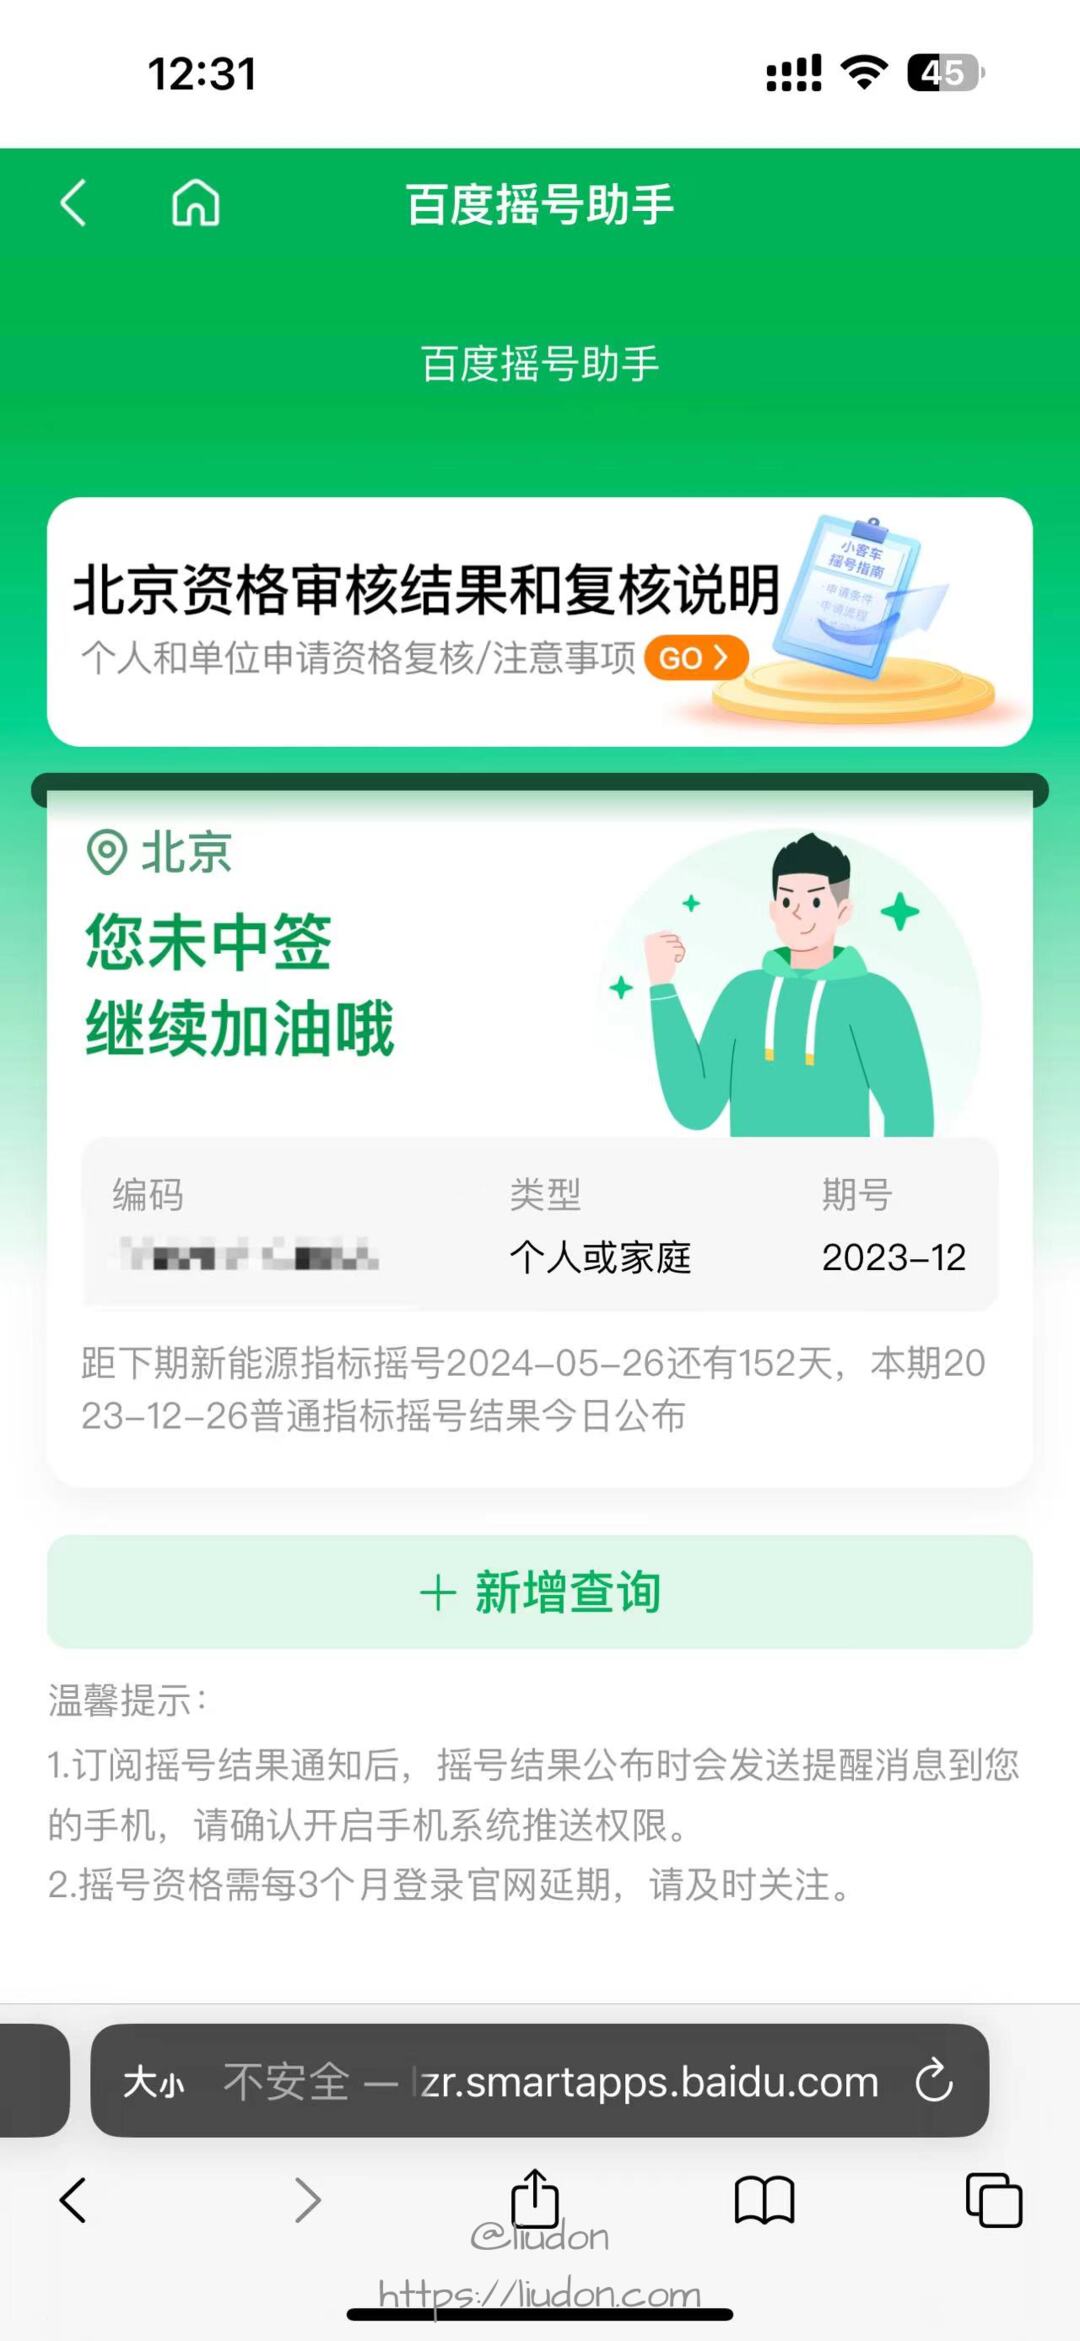 12:31
45
百度摇号助手
百度摇号助手
北京资格审核结果和复核说明
个人和单位申请资格复核/注意事项 GO
小客车
摇号指南
·申请条件
·申请流程
北京
您未中签
继续加油哦
编码 类型 期号
个人或家庭 2023-12
距下期新能源指标摇号2024-05-26还有152天，本期20
23-12-26普通指标摇号结果今日公布
新增查询
温馨提示：
1.订阅摇号结果通知后，摇号结果公布时会发送提醒消息到您
的手机，请确认开启手机系统推送权限。
2.摇号资格需每3个月登录官网延期，请及时关注。
大小 不安全 — zr.smartapps.baidu.com
@liudon
https://liudon.com